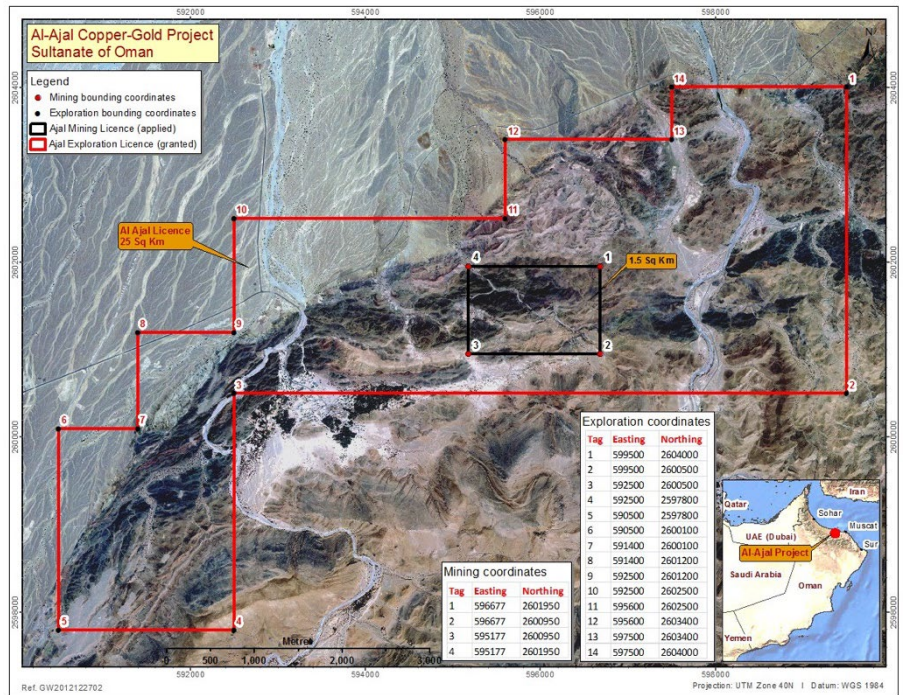 592000 594000 596000 598000
Al-Ajal Copper-Gold Project
Sultanate of Oman
Legend
Mining bounding coordinates
Exploration bounding coordinates
Ajal Mining Licence (applied)
Ajal Exploration Licence (granted)
N
2604000 2604000
14 1
12 13
10 11
Al Ajal Licence
25 Sq Km
2602000 2602000
4 1 1.5 Sq Km
8 9
3 2
3 2
6 7
2600000 2600000
5 4
2598000 2598000
Metres
0 500 1,000 2,000 3,000
Mining coordinates
Tag Easting Northing
1 596677 2601950
2 596677 2600950
3 595177 2600950
4 595177 2601950
Exploration coordinates
Tag Easting Northing
1 599500 2604000
2 599500 2600500
3 592500 2600500
4 592500 2597800
5 590500 2597800
6 590500 2600100
7 591400 2600100
8 591400 2601200
9 592500 2601200
10 592500 2602500
11 595600 2602500
12 595600 2603400
13 597500 2603400
14 597500 2604000
Iran
Qatar
Sohar
Muscat
UAE (Dubai)
Sur
Al-Ajal Project
Saudi Arabia
Oman
Yemen
592000 594000 596000 598000
Ref. GW2012122702
Projection: UTM Zone 40N | Datum: WGS 1984